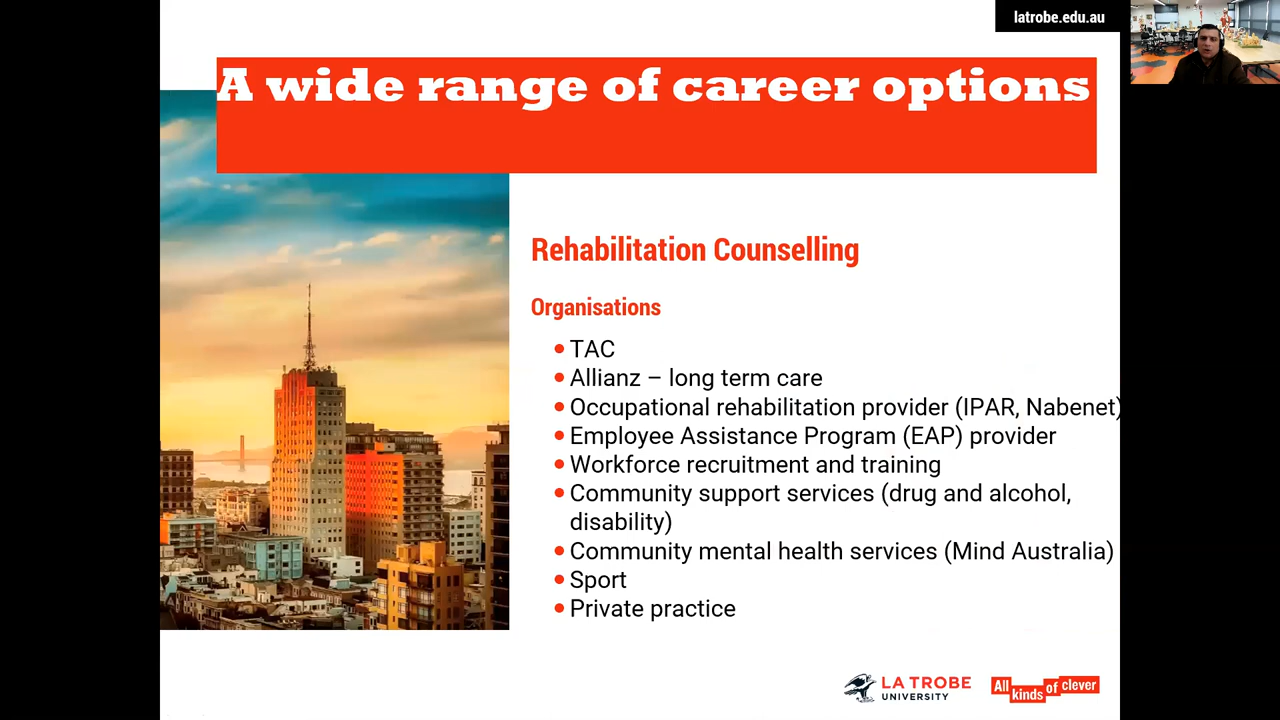 latrobe.edu.au
A wide range of career options
Rehabilitation Counselling
Organisations
• TAC
• Allianz – long term care
• Occupational rehabilitation provider (IPAR, Nabenet)
• Employee Assistance Program (EAP) provider
• Workforce recruitment and training
• Community support services (drug and alcohol,
disability)
• Community mental health services (Mind Australia)
• Sport
• Private practice
LA TROBE
UNIVERSITY
All kinds of clever